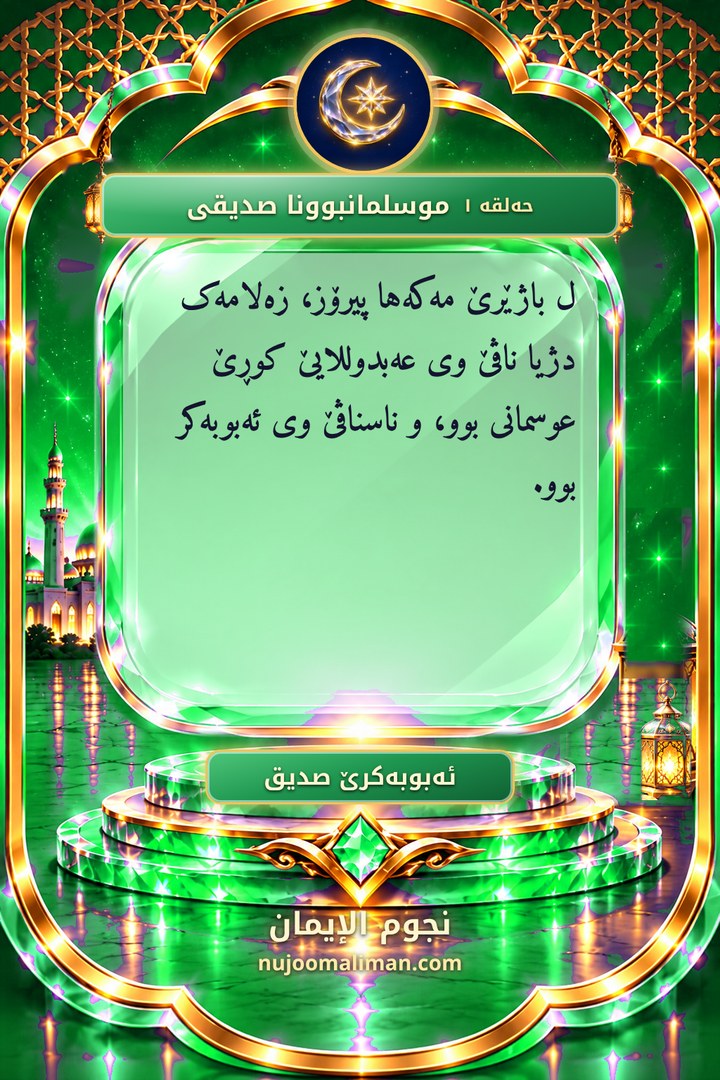 حەلقە ١ موسلمانبوونا صدیقی
ل باژێرێ مەکەها پیرۆز، زەلامەک
دژیا ناڤێ وی عەبدوللایێ کوڕێ
عوسمانی بوو، و ناسناڤێ وی ئەبوبەکر
بوو.
ئەبوبەکرێ صدیق
نجوم الإيمان
nujoomaliman.com